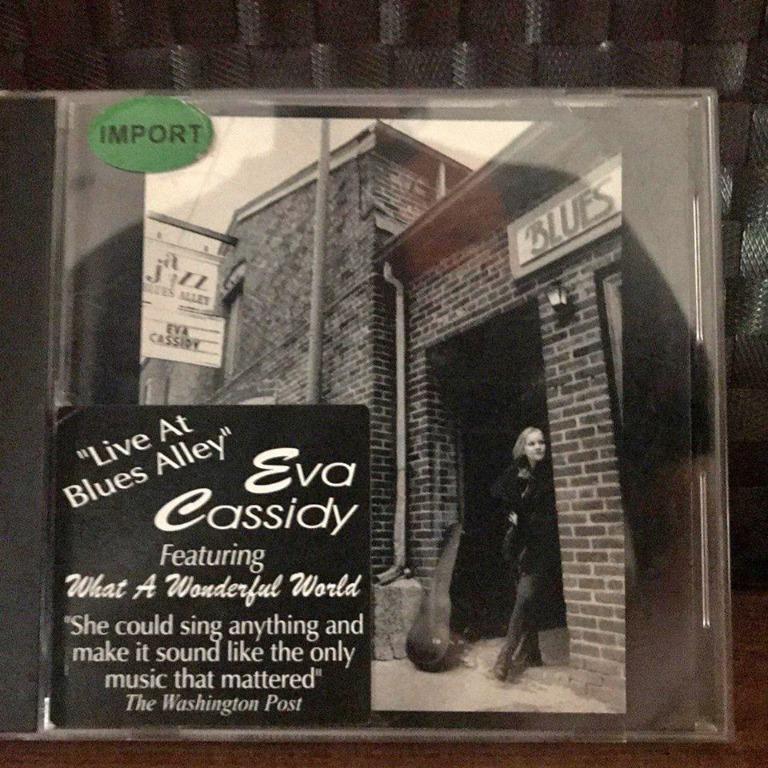 IMPORT
BLUES
jazz
BLUES ALLEY
EVA
CASSIDY
"Live At
Blues Alley"
Eva
Cassidy
Featuring
What A Wonderful World
"She could sing anything and
make it sound like the only
music that mattered"
The Washington Post